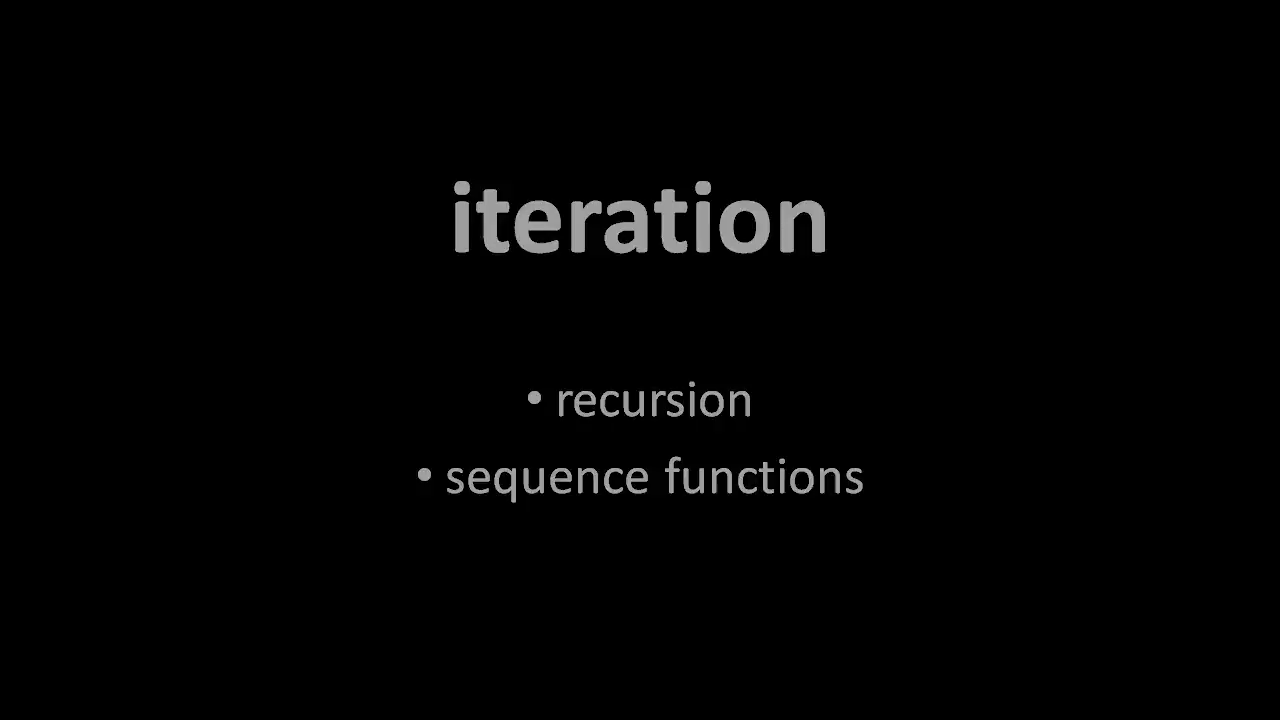 iteration
• recursion
• sequence functions